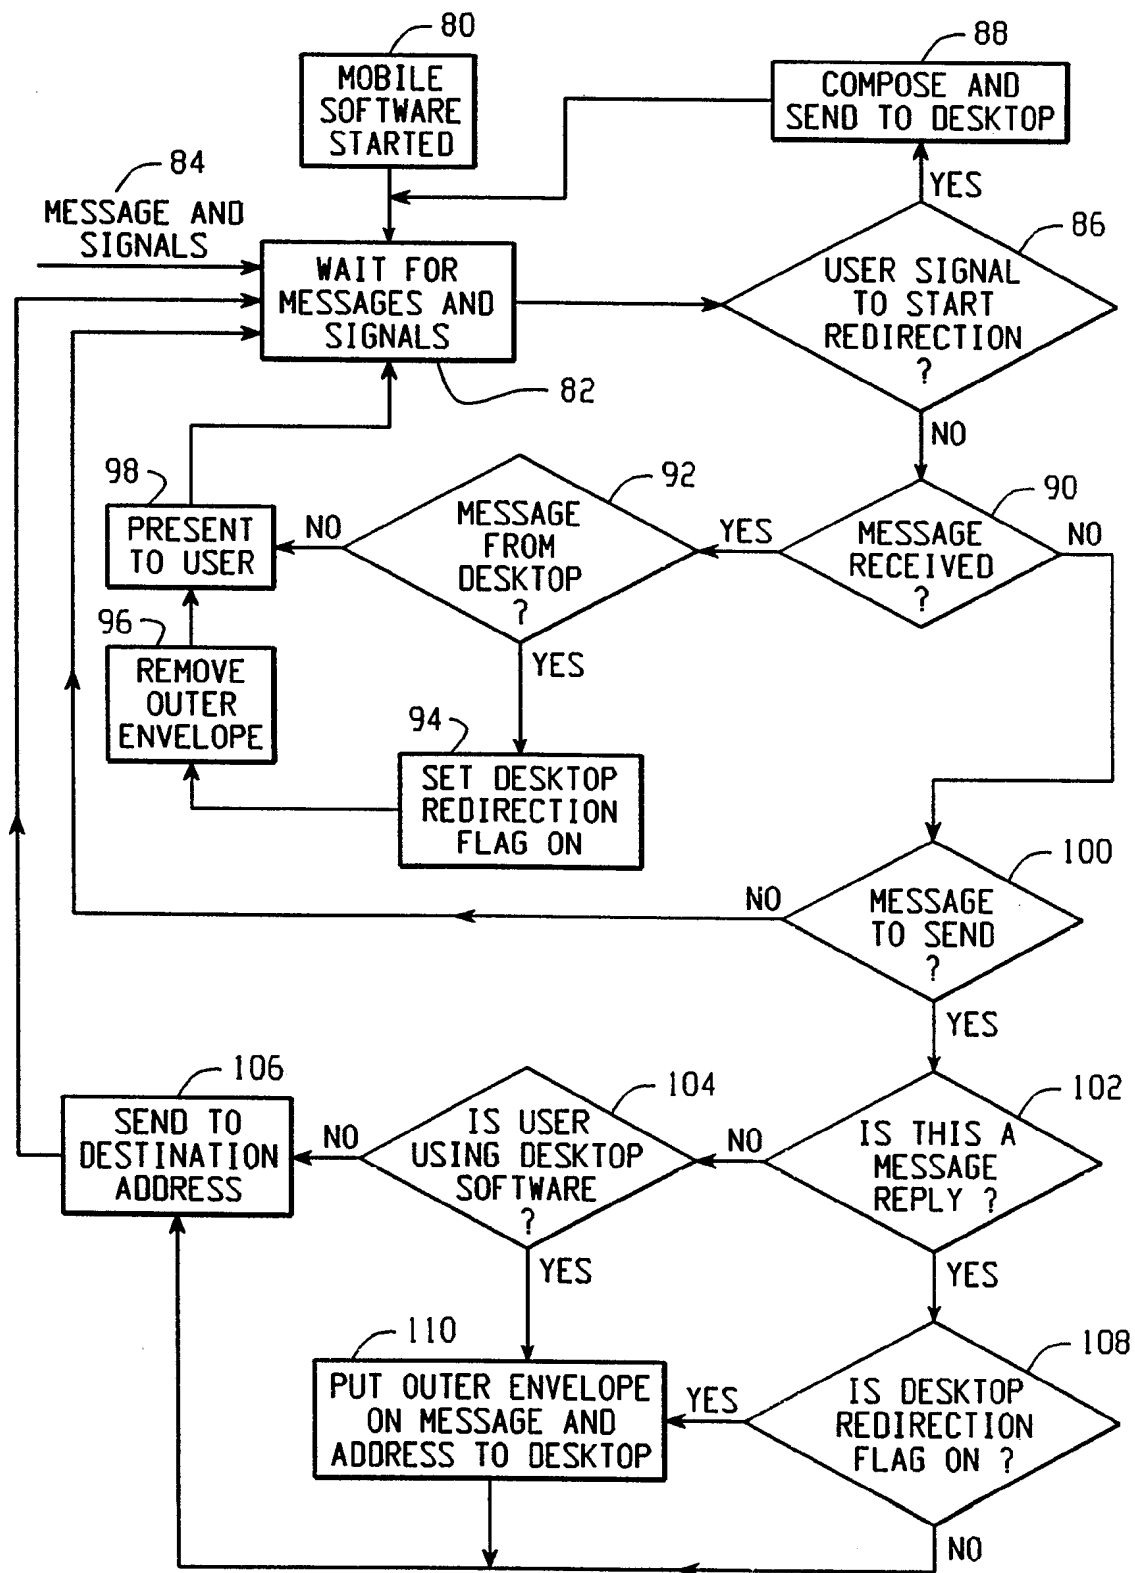 80
MOBILE
SOFTWARE
STARTED
88
COMPOSE AND
SEND TO DESKTOP
84
MESSAGE AND
SIGNALS
YES
86
WAIT FOR
MESSAGES AND
SIGNALS
82
USER SIGNAL
TO START
REDIRECTION
?
NO
98
PRESENT
TO USER
NO
92
MESSAGE
FROM
DESKTOP
?
YES
90
MESSAGE
RECEIVED
?
NO
96
REMOVE
OUTER
ENVELOPE
YES
94
SET DESKTOP
REDIRECTION
FLAG ON
100
NO
MESSAGE
TO SEND
?
YES
106
SEND TO
DESTINATION
ADDRESS
NO
104
IS USER
USING DESKTOP
SOFTWARE
?
NO
102
IS THIS A
MESSAGE
REPLY ?
YES
YES
110
PUT OUTER ENVELOPE
ON MESSAGE AND
ADDRESS TO DESKTOP
YES
108
IS DESKTOP
REDIRECTION
FLAG ON ?
NO